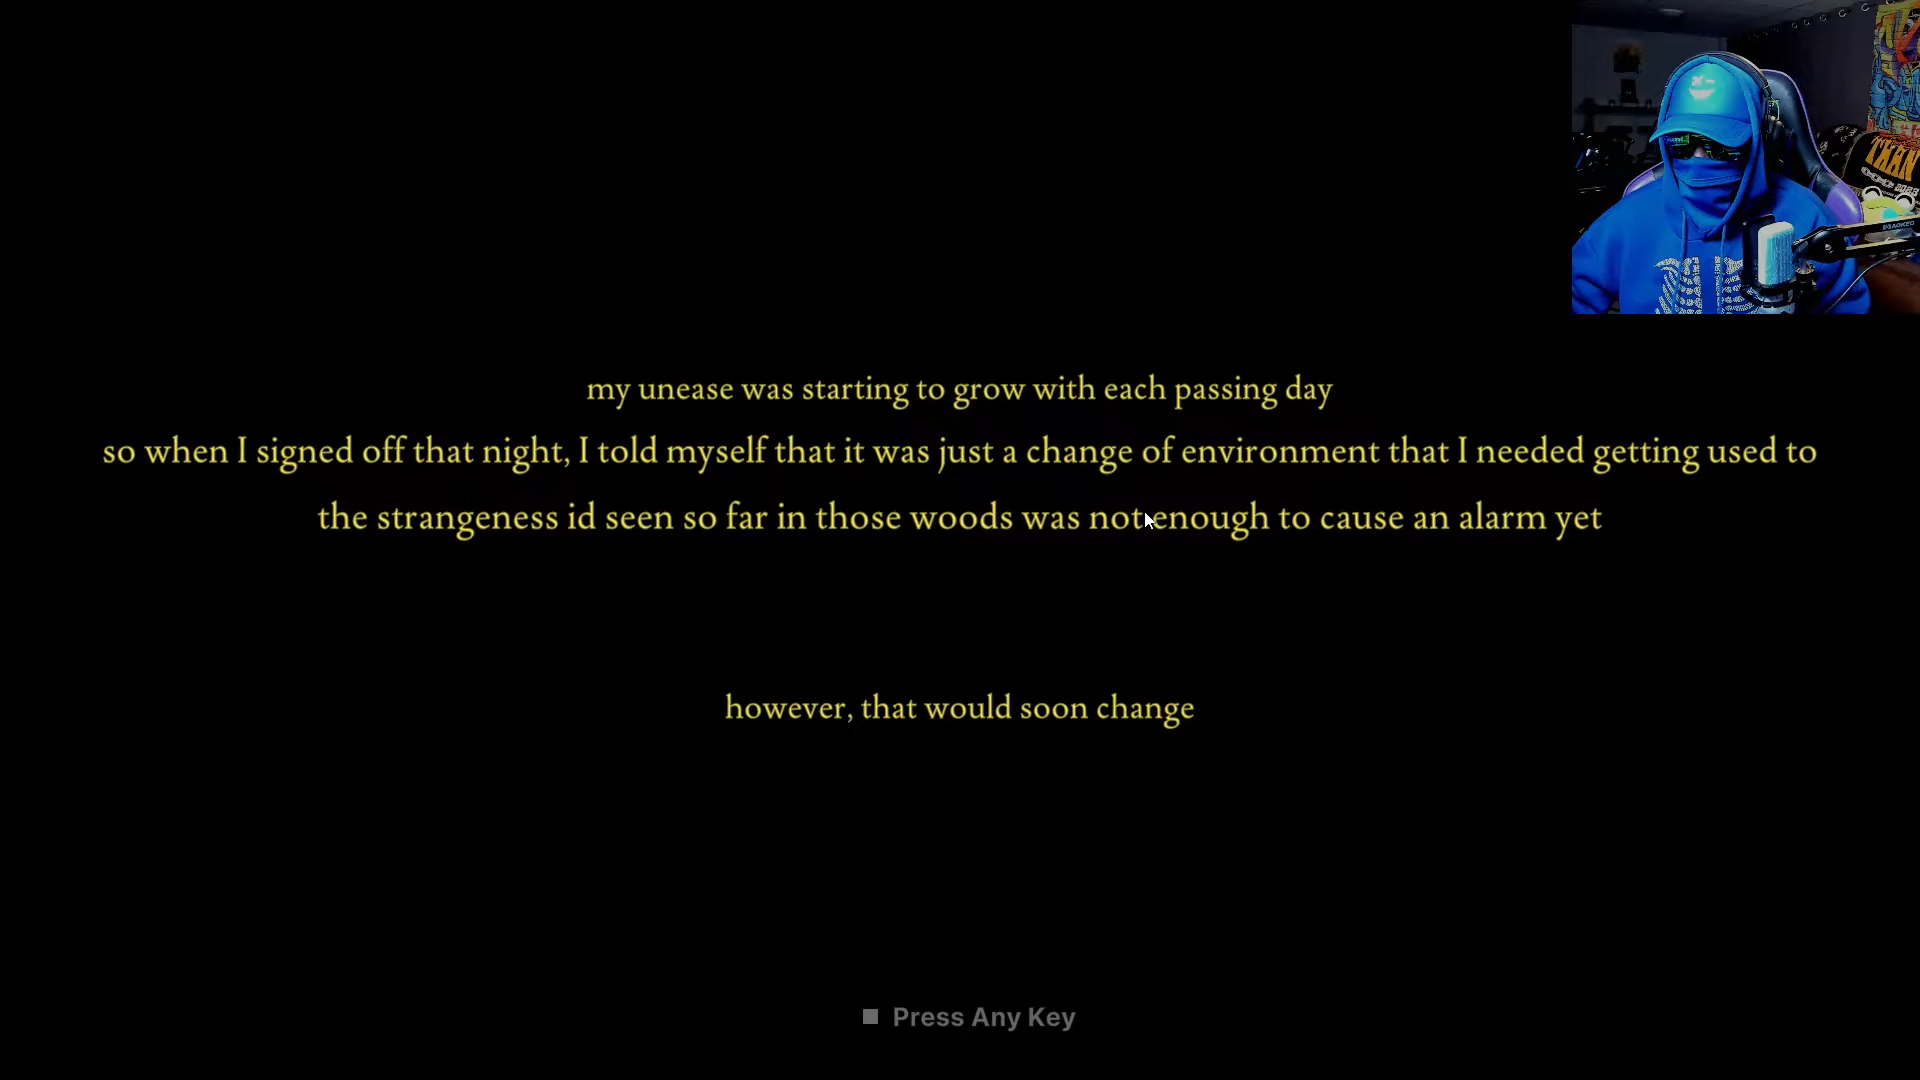 my unease was starting to grow with each passing day
so when I signed off that night, I told myself that it was just a change of environment that I needed getting used to
the strangeness id seen so far in those woods was not enough to cause an alarm yet
however, that would soon change
Press Any Key